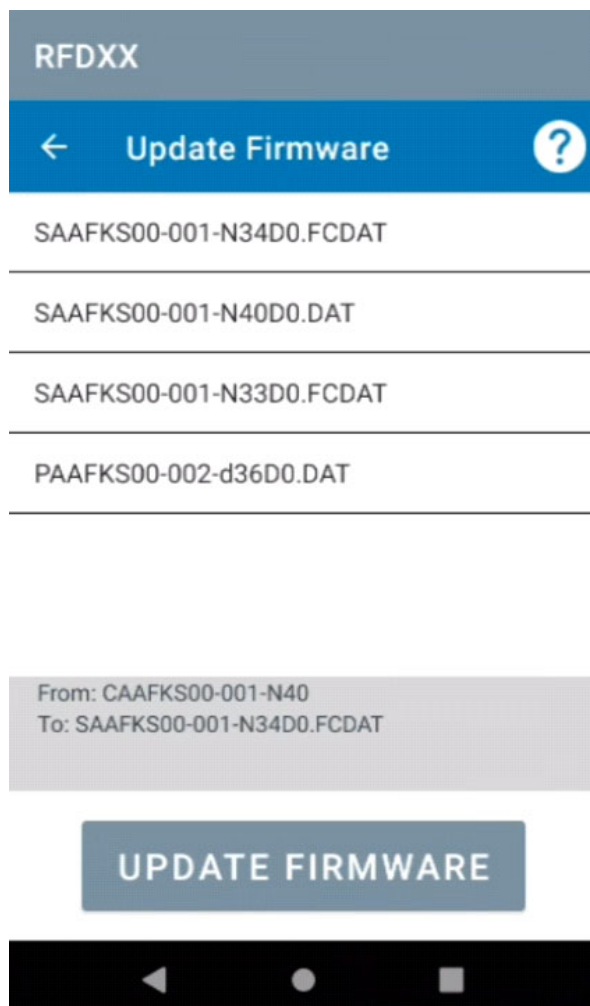 RFDXX
Update Firmware
SAAFKS00-001-N34D0.FCDAT
SAAFKS00-001-N40D0.DAT
SAAFKS00-001-N33D0.FCDAT
PAAFKS00-002-d36D0.DAT
From: CAAFKS00-001-N40
To: SAAFKS00-001-N34D0.FCDAT
UPDATE FIRMWARE